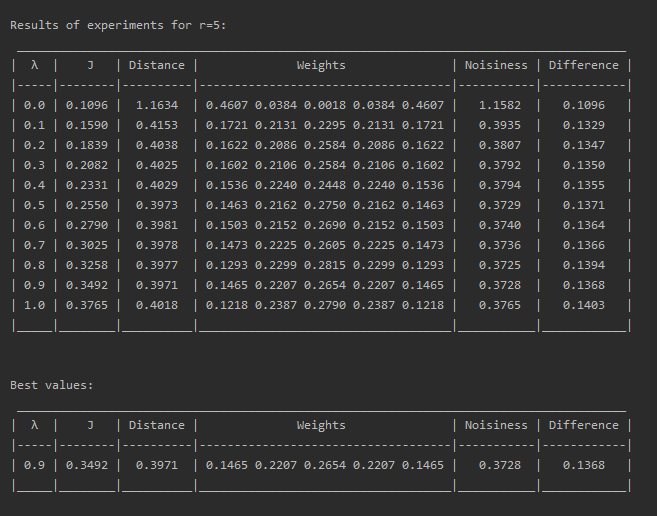 Results of experiments for r=5:
| λ | J | Distance | Weights | Noisiness | Difference |
|-----|--------|----------|------------------------------------|-----------|------------|
| 0.0 | 0.1096 | 1.1634 | 0.4607 0.0384 0.0018 0.0384 0.4607 | 1.1582 | 0.1096 |
| 0.1 | 0.1590 | 0.4153 | 0.1721 0.2131 0.2295 0.2131 0.1721 | 0.3935 | 0.1329 |
| 0.2 | 0.1839 | 0.4038 | 0.1622 0.2086 0.2584 0.2086 0.1622 | 0.3807 | 0.1347 |
| 0.3 | 0.2082 | 0.4025 | 0.1602 0.2106 0.2584 0.2106 0.1602 | 0.3792 | 0.1350 |
| 0.4 | 0.2331 | 0.4029 | 0.1536 0.2240 0.2448 0.2240 0.1536 | 0.3794 | 0.1355 |
| 0.5 | 0.2550 | 0.3973 | 0.1463 0.2162 0.2750 0.2162 0.1463 | 0.3729 | 0.1371 |
| 0.6 | 0.2790 | 0.3981 | 0.1503 0.2152 0.2690 0.2152 0.1503 | 0.3740 | 0.1364 |
| 0.7 | 0.3025 | 0.3978 | 0.1473 0.2225 0.2605 0.2225 0.1473 | 0.3736 | 0.1366 |
| 0.8 | 0.3258 | 0.3977 | 0.1293 0.2299 0.2815 0.2299 0.1293 | 0.3725 | 0.1394 |
| 0.9 | 0.3492 | 0.3971 | 0.1465 0.2207 0.2654 0.2207 0.1465 | 0.3728 | 0.1368 |
| 1.0 | 0.3765 | 0.4018 | 0.1218 0.2387 0.2790 0.2387 0.1218 | 0.3765 | 0.1403 |
|_____|________|__________|____________________________________|___________|____________|
Best values:
| λ | J | Distance | Weights | Noisiness | Difference |
|-----|--------|----------|------------------------------------|-----------|------------|
| 0.9 | 0.3492 | 0.3971 | 0.1465 0.2207 0.2654 0.2207 0.1465 | 0.3728 | 0.1368 |
|_____|________|__________|____________________________________|___________|____________|